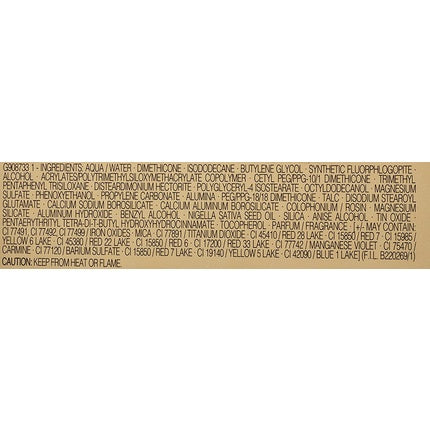 G908733 1 - INGREDIENTS: AQUA / WATER · DIMETHICONE · ISODODECANE · BUTYLENE GLYCOL · SYNTHETIC FLUORPHLOGOPITE ·
ALCOHOL · ACRYLATES/POLYTRIMETHYLSILOXYMETHACRYLATE COPOLYMER · CETYL PEG/PPG-10/1 DIMETHICONE · TRIMETHYL
PENTAPHENYL TRISILOXANE · DISTEARDIMONIUM HECTORITE · POLYGLYCERYL-4 ISOSTEARATE · OCTYLDODECANOL · MAGNESIUM
SULFATE · PHENOXYETHANOL · PROPYLENE CARBONATE · ALUMINA · PEG/PPG-18/18 DIMETHICONE · TALC · DISODIUM STEAROYL
GLUTAMATE · CALCIUM SODIUM BOROSILICATE · CALCIUM ALUMINUM BOROSILICATE · COLOPHONIUM / ROSIN · MAGNESIUM
SILICATE · ALUMINUM HYDROXIDE · BENZYL ALCOHOL · NIGELLA SATIVA SEED OIL · SILICA · ANISE ALCOHOL · TIN OXIDE ·
PENTAERYTHRITYL TETRA-DI-T-BUTYL HYDROXYHYDROCINNAMATE · TOCOPHEROL · PARFUM / FRAGRANCE · [+/- MAY CONTAIN:
CI 77491, CI 77492, CI 77499 / IRON OXIDES · MICA · CI 77891 / TITANIUM DIOXIDE · CI 45410 / RED 28 LAKE · CI 15850 / RED 7 · CI 15985 /
YELLOW 6 LAKE · CI 45380 / RED 22 LAKE · CI 15850 / RED 6 · CI 17200 / RED 33 LAKE · CI 77742 / MANGANESE VIOLET · CI 75470 /
CARMINE · CI 77120 / BARIUM SULFATE · CI 15850 / RED 7 LAKE · CI 19140 / YELLOW 5 LAKE · CI 42090 / BLUE 1 LAKE] (F.I.L. B220269/1)
CAUTION: KEEP FROM HEAT OR FLAME.